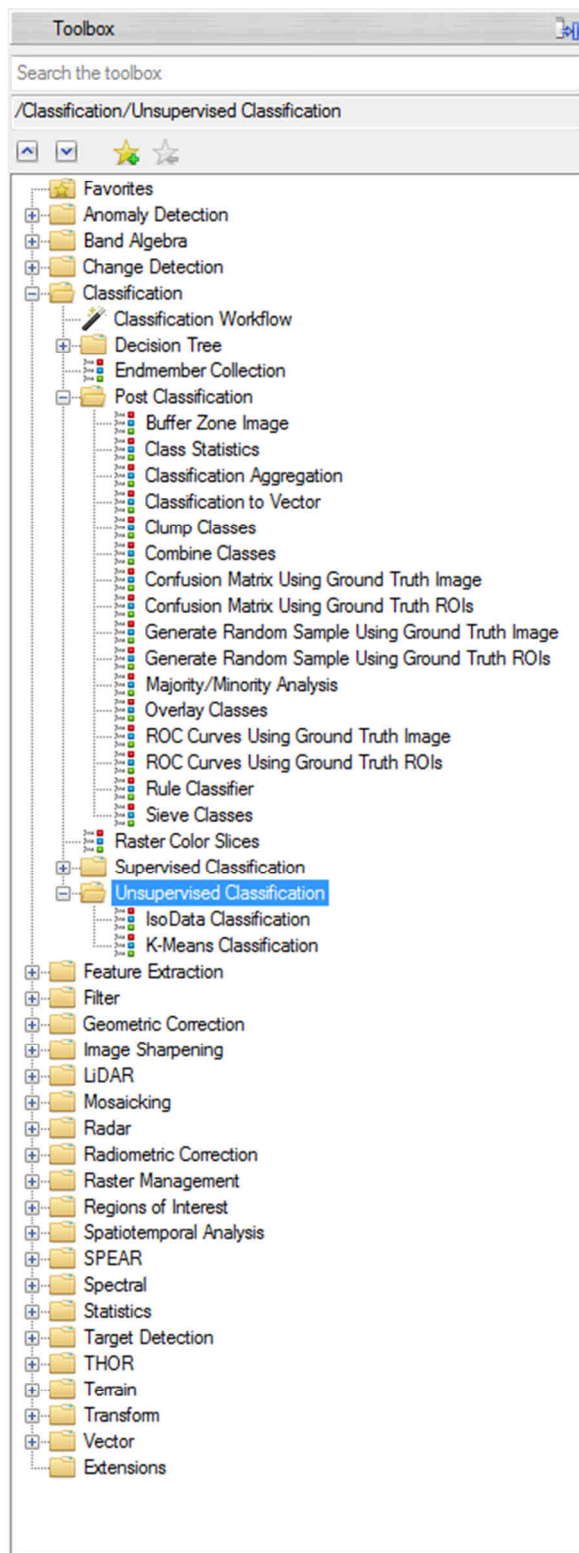 Toolbox
Search the toolbox
/Classification/Unsupervised Classification
Favorites
Anomaly Detection
Band Algebra
Change Detection
Classification
Classification Workflow
Decision Tree
Endmember Collection
Post Classification
Buffer Zone Image
Class Statistics
Classification Aggregation
Classification to Vector
Clump Classes
Combine Classes
Confusion Matrix Using Ground Truth Image
Confusion Matrix Using Ground Truth ROIs
Generate Random Sample Using Ground Truth Image
Generate Random Sample Using Ground Truth ROIs
Majority/Minority Analysis
Overlay Classes
ROC Curves Using Ground Truth Image
ROC Curves Using Ground Truth ROIs
Rule Classifier
Sieve Classes
Raster Color Slices
Supervised Classification
Unsupervised Classification
IsoData Classification
K-Means Classification
Feature Extraction
Filter
Geometric Correction
Image Sharpening
LiDAR
Mosaicking
Radar
Radiometric Correction
Raster Management
Regions of Interest
Spatiotemporal Analysis
SPEAR
Spectral
Statistics
Target Detection
THOR
Terrain
Transform
Vector
Extensions